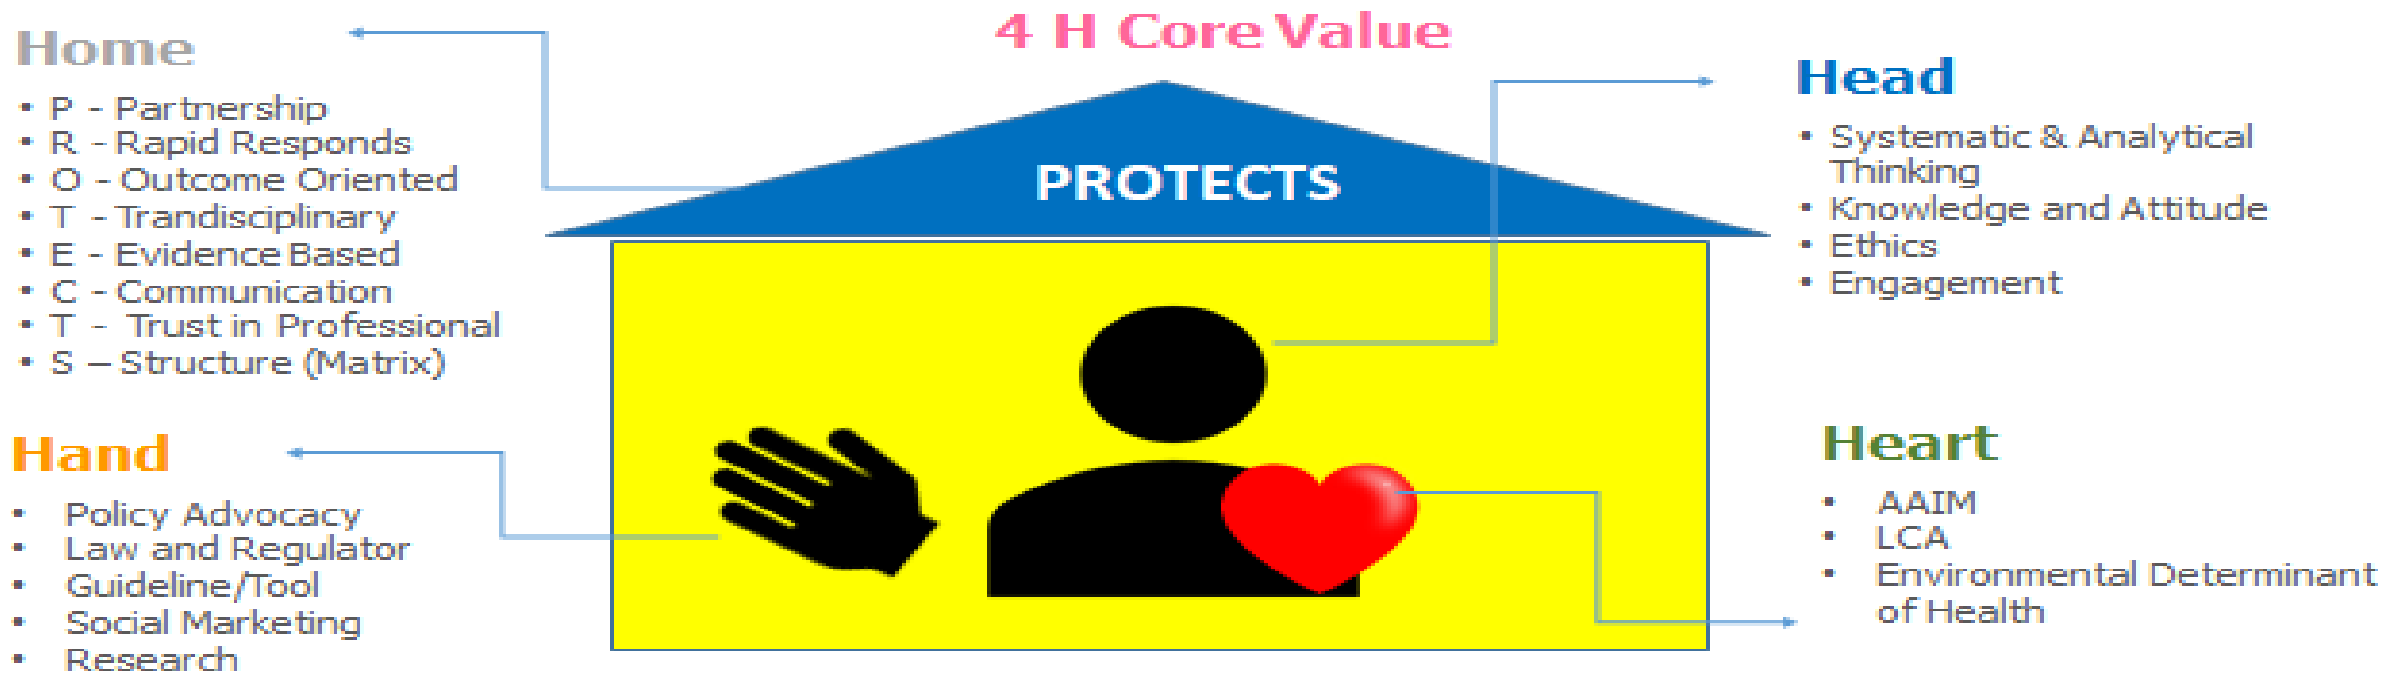 4 H Core Value
Home
• P - Partnership
• R - Rapid Responds
• O - Outcome Oriented
• T - Trandisciplinary
• E - Evidence Based
• C - Communication
• T - Trust in Professional
• S – Structure (Matrix)
Hand
• Policy Advocacy
• Law and Regulator
• Guideline/Tool
• Social Marketing
• Research
PROTECTS
Head
• Systematic & Analytical
Thinking
• Knowledge and Attitude
• Ethics
• Engagement
Heart
• AAIM
• LCA
• Environmental Determinant
of Health